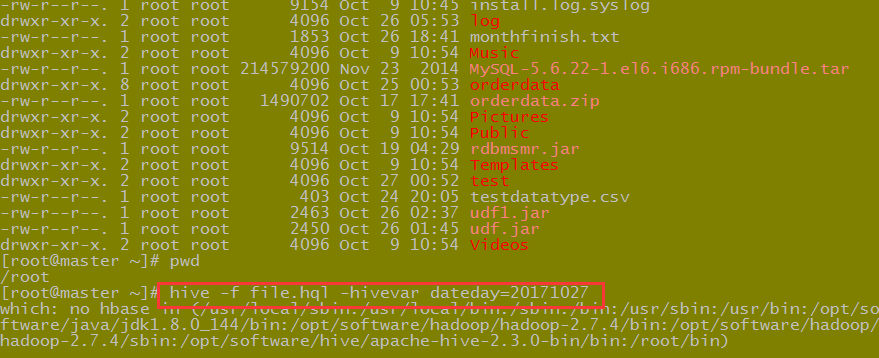 -rw-r--r--. 1 root root      9154 Oct  9 10:45 install.log.syslog
drwxr-xr-x. 2 root root      4096 Oct 26 05:53 log
-rw-r--r--. 1 root root      1853 Oct 26 18:41 monthfinish.txt
drwxr-xr-x. 2 root root      4096 Oct  9 10:54 Music
-rw-r--r--. 1 root root 214579200 Nov 23  2014 MySQL-5.6.22-1.el6.i686.rpm-bundle.tar
drwxr-xr-x. 8 root root      4096 Oct 25 00:53 orderdata
-rw-r--r--. 1 root root   1490702 Oct 17 17:41 orderdata.zip
drwxr-xr-x. 2 root root      4096 Oct  9 10:54 Pictures
drwxr-xr-x. 2 root root      4096 Oct  9 10:54 Public
-rw-r--r--. 1 root root      9514 Oct 19 04:29 rdbmsmr.jar
drwxr-xr-x. 2 root root      4096 Oct  9 10:54 Templates
drwxr-xr-x. 2 root root      4096 Oct 27 00:52 test
-rw-r--r--. 1 root root       403 Oct 24 20:05 testdatatype.csv
-rw-r--r--. 1 root root      2463 Oct 26 02:37 udf1.jar
-rw-r--r--. 1 root root      2450 Oct 26 01:45 udf.jar
drwxr-xr-x. 2 root root      4096 Oct  9 10:54 Videos
[root@master ~]# pwd
/root
[root@master ~]# hive -f file.hql -hivevar dateday=20171027
which: no hbase in (/usr/local/sbin:/usr/local/bin:/sbin:/bin:/usr/sbin:/usr/bin:/opt/so
ftware/java/jdk1.8.0_144/bin:/opt/software/hadoop/hadoop-2.7.4/bin:/opt/software/hadoop/
hadoop-2.7.4/sbin:/opt/software/hive/apache-hive-2.3.0-bin/bin:/root/bin)